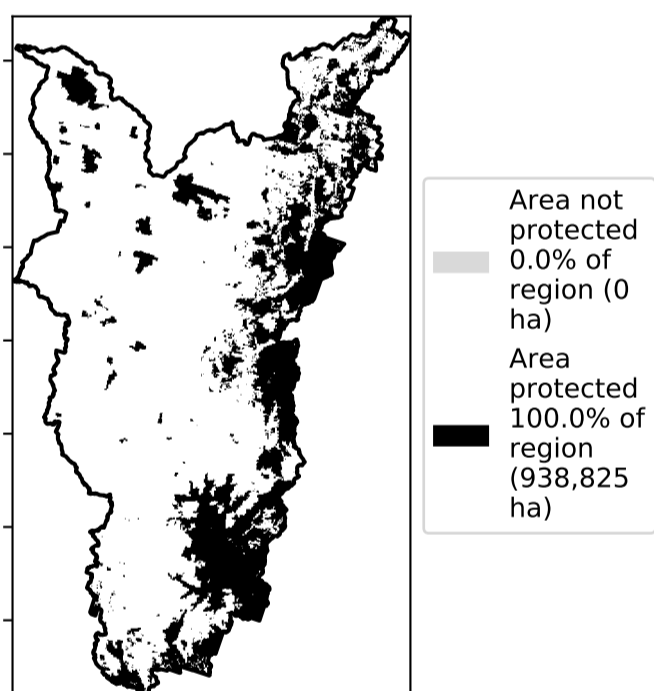 Area not
protected
0.0% of
region (0
ha)
Area
protected
100.0% of
region
(938,825
ha)